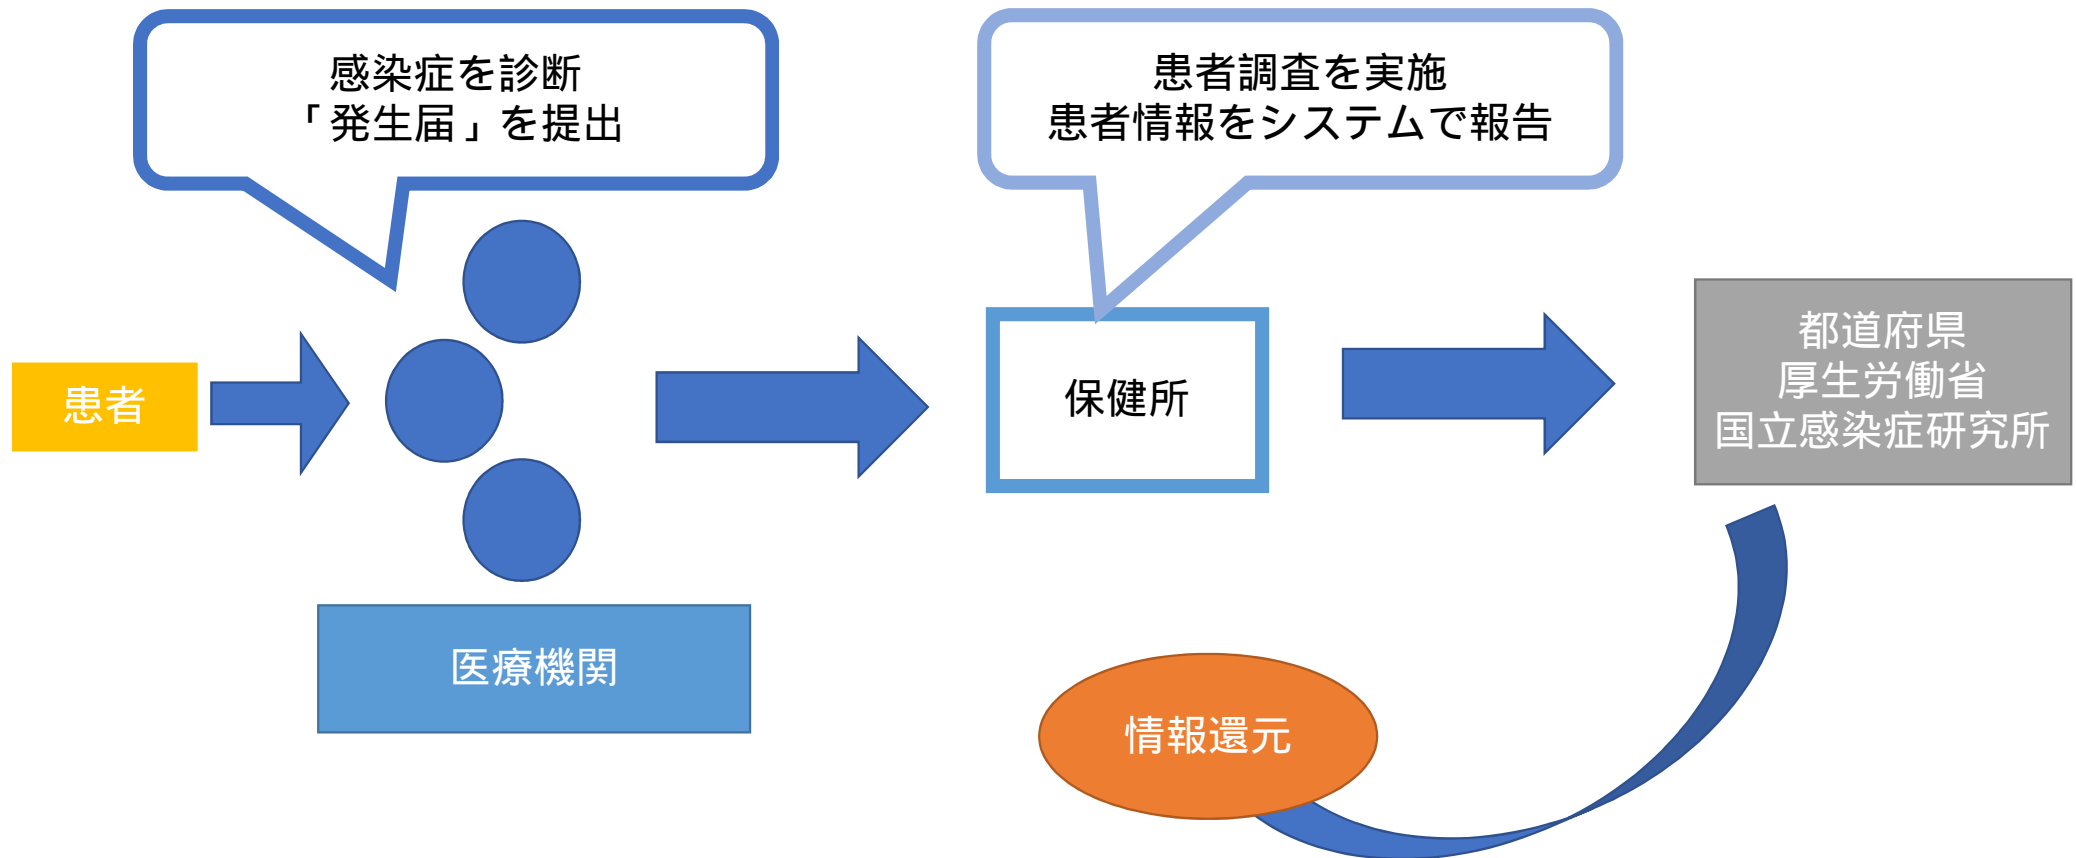 感染症を診断
「発生届」を提出
患者調査を実施
患者情報をシステムで報告
患者
保健所
都道府県
厚生労働省
国立感染症研究所
医療機関
情報還元